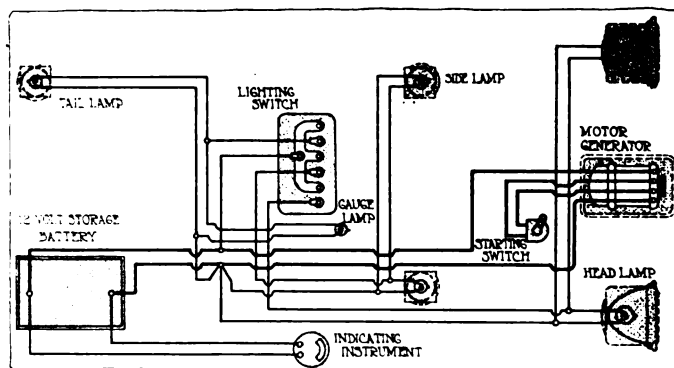 TAIL LAMP
LIGHTING
SWITCH
SIDE LAMP
MOTOR
GENERATOR
GAUGE
LAMP
12 VOLT STORAGE
BATTERY
STARTING
SWITCH
HEAD LAMP
INDICATING
INSTRUMENT